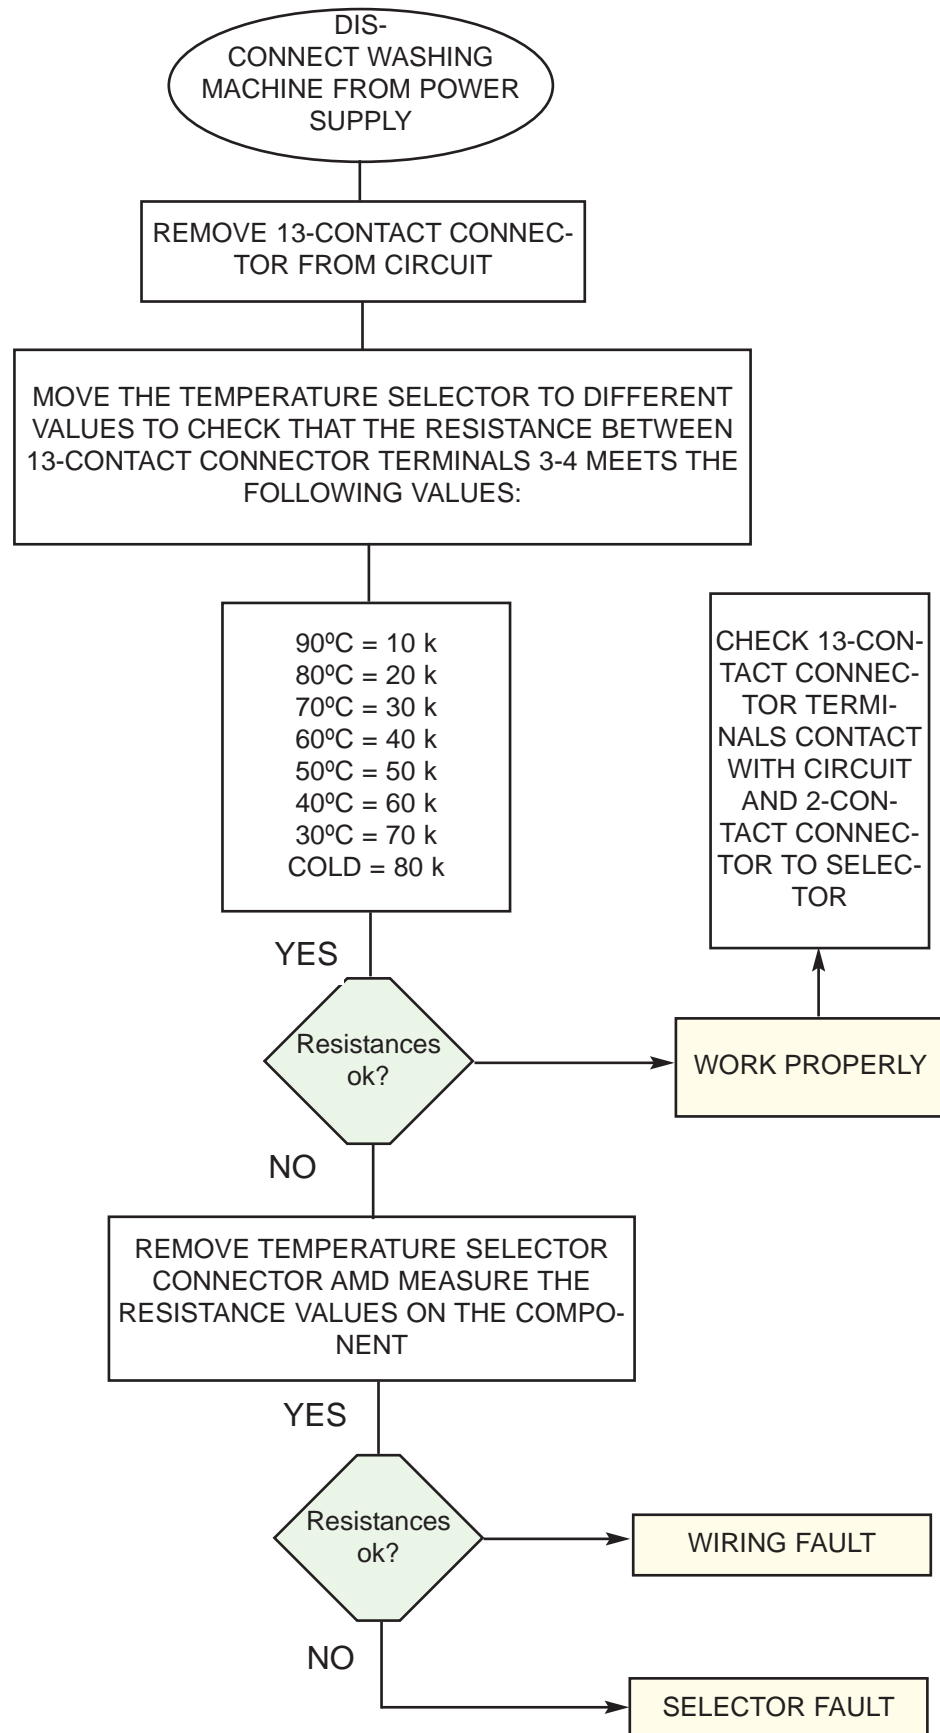 DIS-
CONNECT WASHING
MACHINE FROM POWER
SUPPLY
REMOVE 13-CONTACT CONNEC-
TOR FROM CIRCUIT
MOVE THE TEMPERATURE SELECTOR TO DIFFERENT
VALUES TO CHECK THAT THE RESISTANCE BETWEEN
13-CONTACT CONNECTOR TERMINALS 3-4 MEETS THE
FOLLOWING VALUES:
90ºC = 10 k
80ºC = 20 k
70ºC = 30 k
60ºC = 40 k
50ºC = 50 k
40ºC = 60 k
30ºC = 70 k
COLD = 80 k
CHECK 13-CON-
TACT CONNEC-
TOR TERMI-
NALS CONTACT
WITH CIRCUIT
AND 2-CON-
TACT CONNEC-
TOR TO SELEC-
TOR
YES
Resistances
ok?
WORK PROPERLY
NO
REMOVE TEMPERATURE SELECTOR
CONNECTOR AMD MEASURE THE
RESISTANCE VALUES ON THE COMPO-
NENT
YES
Resistances
ok?
WIRING FAULT
NO
SELECTOR FAULT